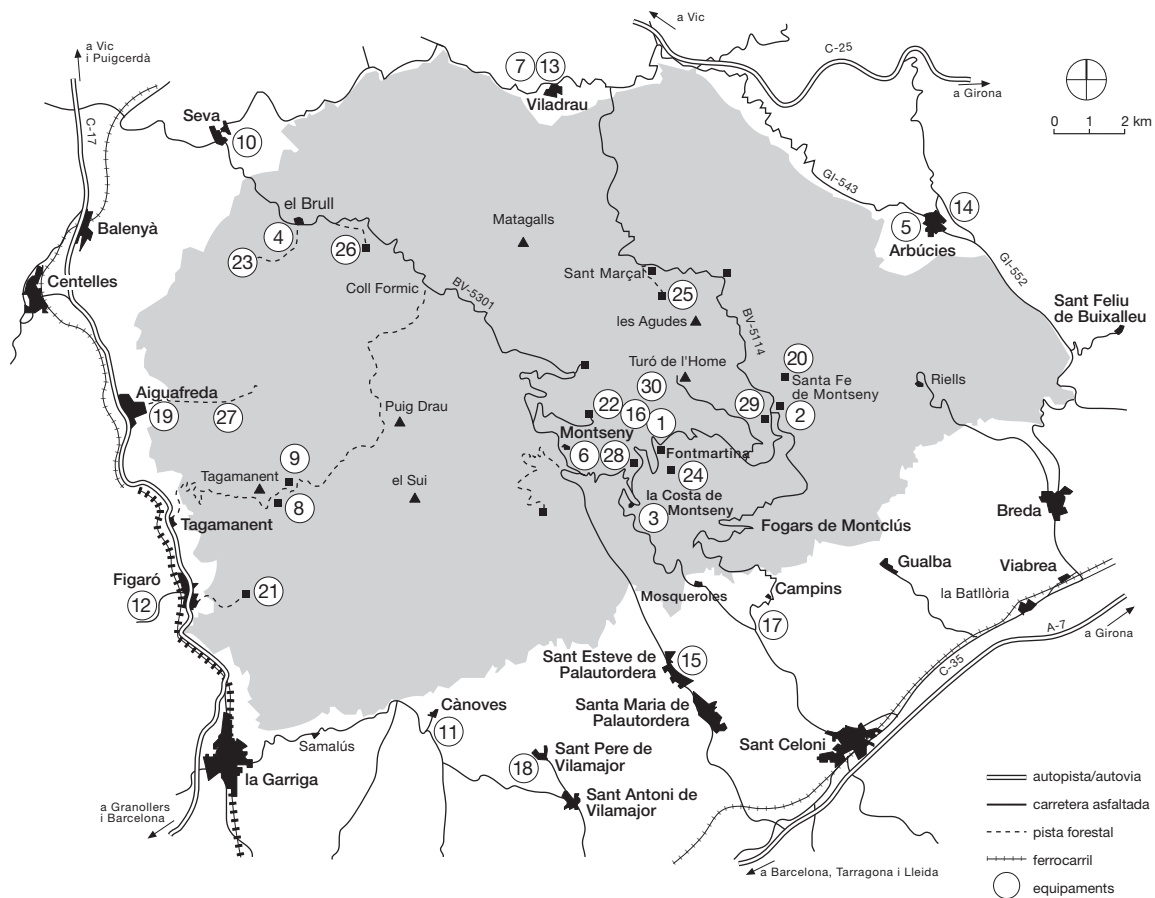 a Vic
a Vic
i Puigcerdà
C-25
a Girona
7 13
Viladrau
C-17
Seva
10
0 1 2 km
GI-543
el Brull
4
Matagalls
14
5
Arbúcies
Balenyà
23
26
Sant Marçal
GI-552
Centelles
Coll Formic
BV-5301
25
les Agudes
BV-5114
Sant Feliu
de Buixalleu
20
Turó de l'Home
Santa Fe
de Montseny
Riells
Aiguafreda
30
19
27
Puig Drau
22
16
1
29
2
Montseny
6
28
Fontmartina
9
Tagamanent
el Sui
24
8
la Costa de
Montseny
3
Breda
Tagamanent
Fogars de Montclús
Gualba
Viabrea
Figaró
12
21
Mosqueroles
Campins
la Batllòria
17
A-7
a Girona
C-35
Sant Esteve de
Palautordera
15
Santa Maria de
Palautordera
Cànoves
11
Sant Celoni
Samalús
18
Sant Pere de
Vilamajor
la Garriga
Sant Antoni de
Vilamajor
a Granollers
i Barcelona
a Barcelona, Tarragona i Lleida
autopista/autovia
carretera asfaltada
pista forestal
ferrocarril
equipaments